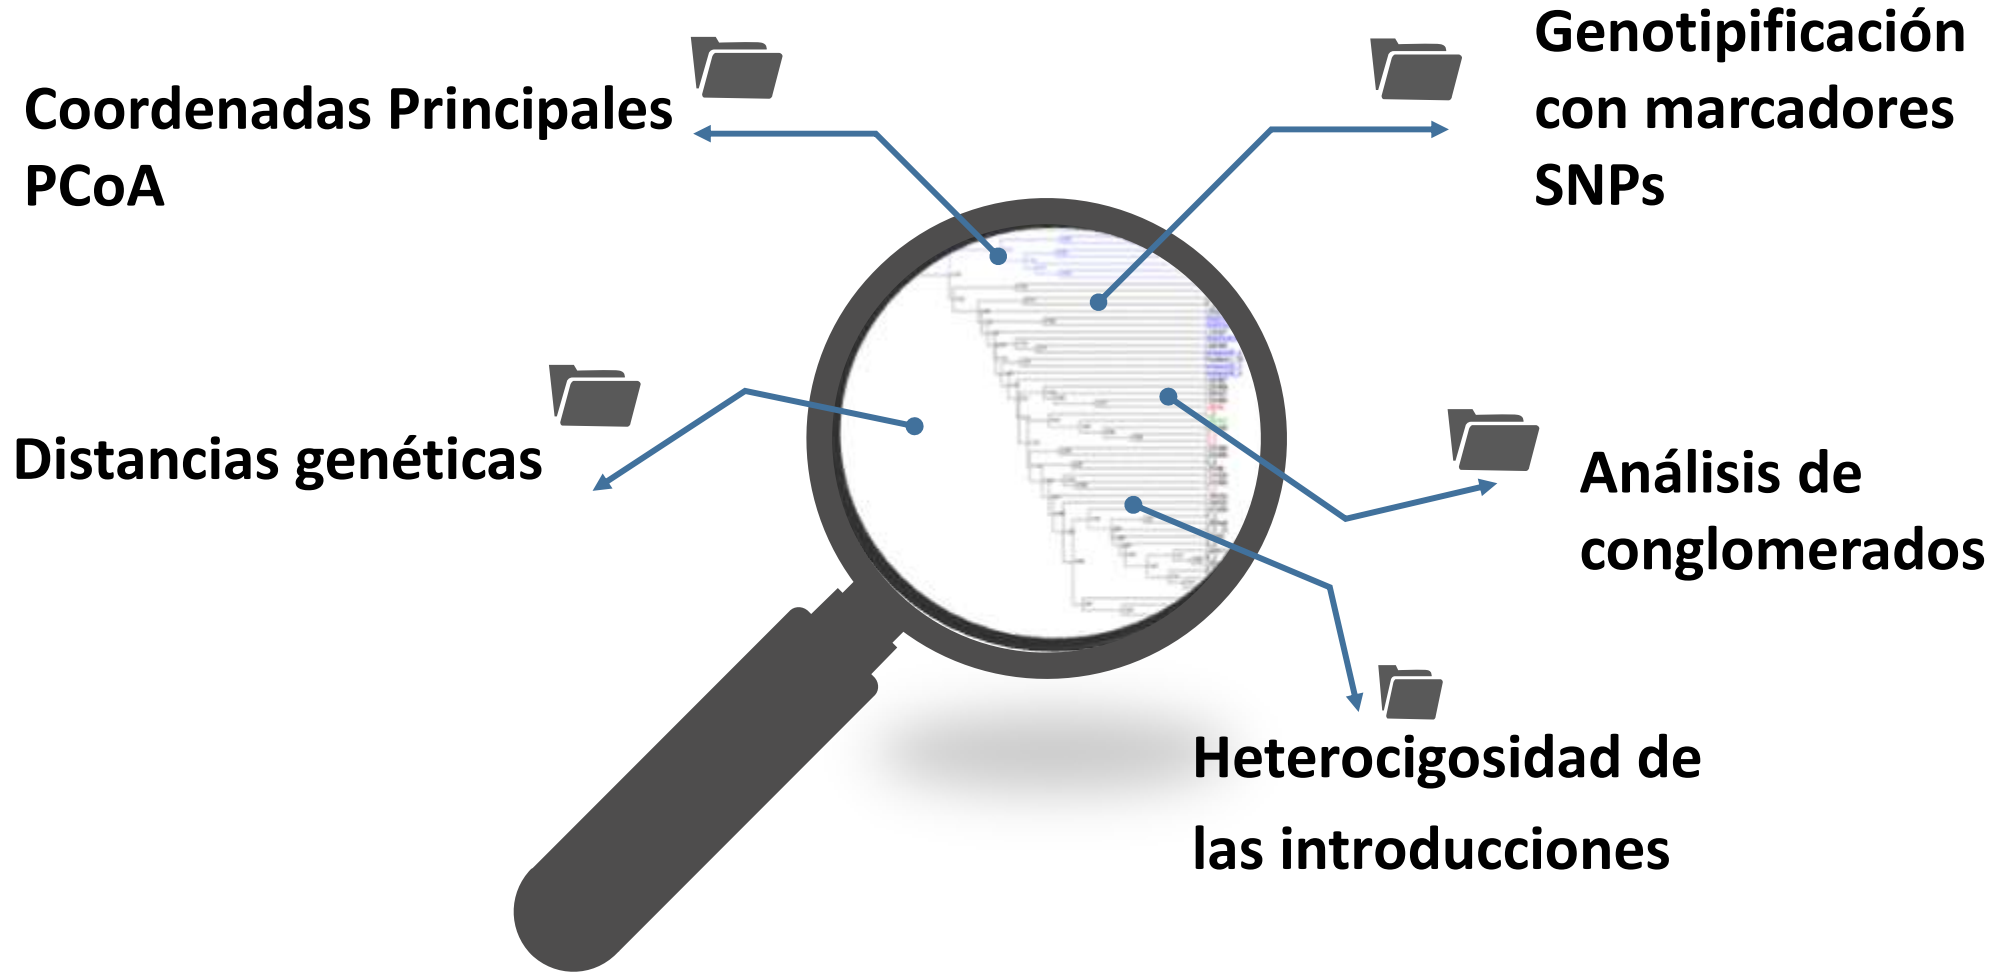 Coordenadas Principales
PCoA
Genotipificación
con marcadores
SNPs
Distancias genéticas
Análisis de
conglomerados
Heterocigosidad de
las introducciones